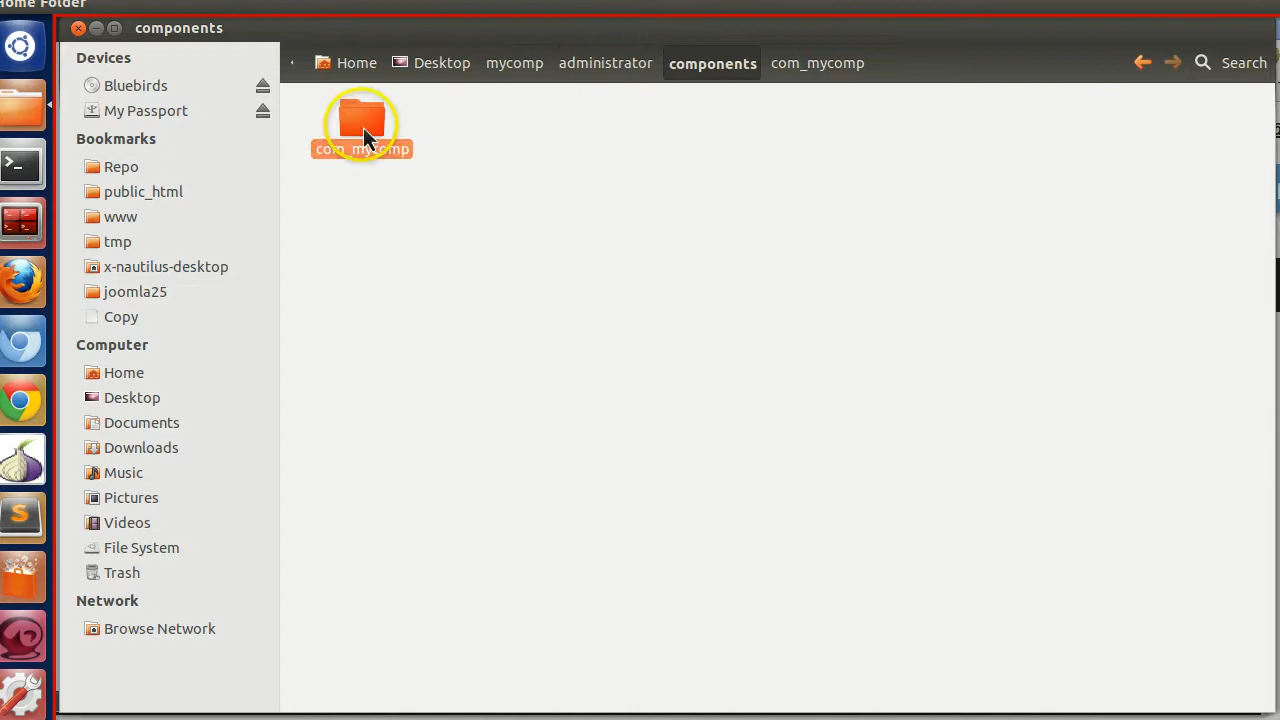 Home Folder
components
Devices
Bluebirds
My Passport
Bookmarks
Repo
public_html
www
tmp
x-nautilus-desktop
joomla25
Copy
Computer
Home
Desktop
Documents
Downloads
Music
Pictures
Videos
File System
Trash
Network
Browse Network
Home Desktop mycomp administrator components com_mycomp Search
com_mycomp